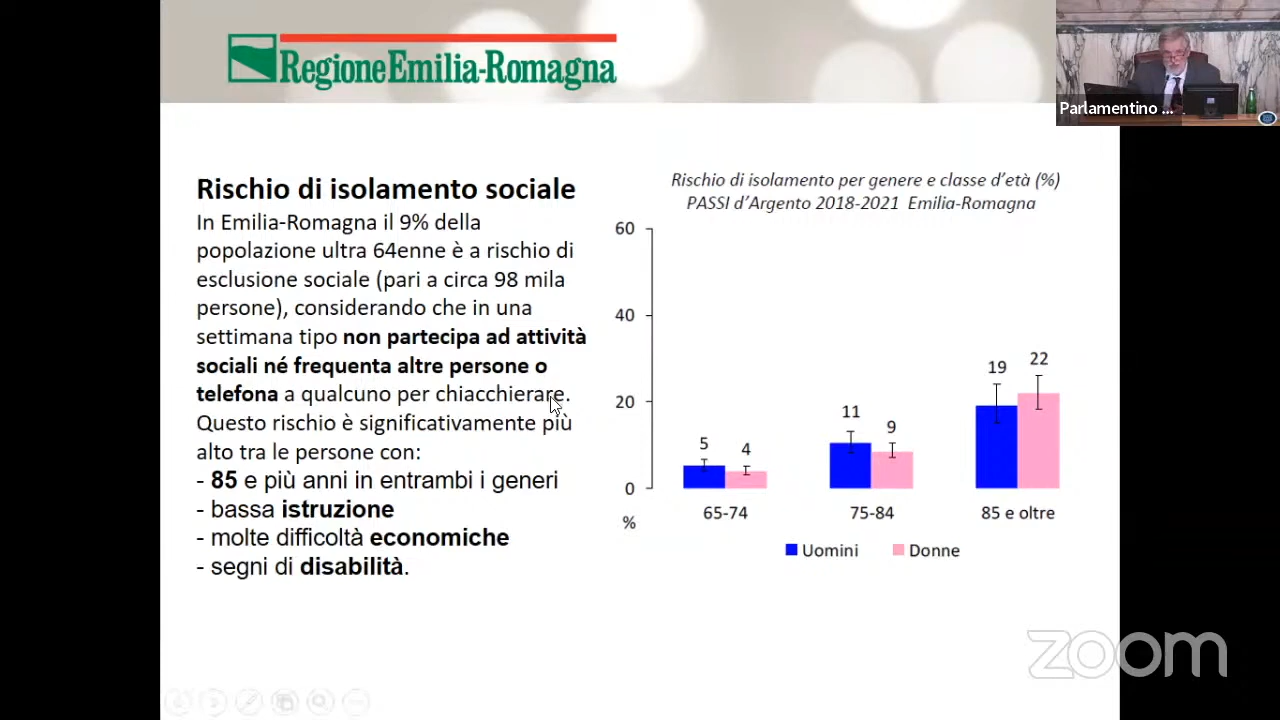 RegioneEmilia-Romagna
Parlamentino ...
Rischio di isolamento sociale
In Emilia-Romagna il 9% della
popolazione ultra 64enne è a rischio di
esclusione sociale (pari a circa 98 mila
persone), considerando che in una
settimana tipo non partecipa ad attività
sociali né frequenta altre persone o
telefona a qualcuno per chiacchierare.
Questo rischio è significativamente più
alto tra le persone con:
- 85 e più anni in entrambi i generi
- bassa istruzione
- molte difficoltà economiche
- segni di disabilità.
Rischio di isolamento per genere e classe d'età (%)
PASSI d'Argento 2018-2021 Emilia-Romagna
60
40
20
0
%
5
4
11
9
19
22
65-74
75-84
85 e oltre
Uomini
Donne
zoom